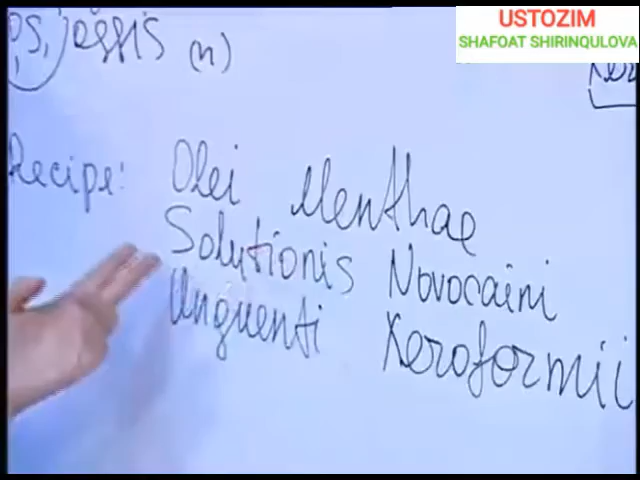 USTOZIM
SHAFOAT SHIRINQULOVA
(n)
Recipe: Olei Menthae
Solutionis Novocaini
Unguenti Xeroformii